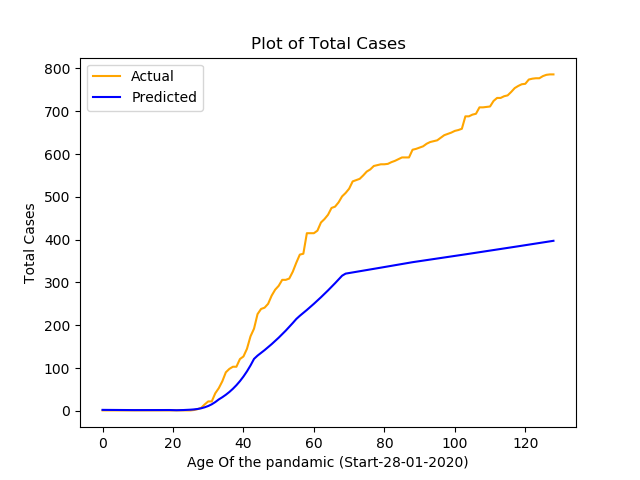 Plot of Total Cases
Actual
Predicted
Total Cases
800
700
600
500
400
300
200
100
0
0 20 40 60 80 100 120
Age Of the pandamic (Start-28-01-2020)